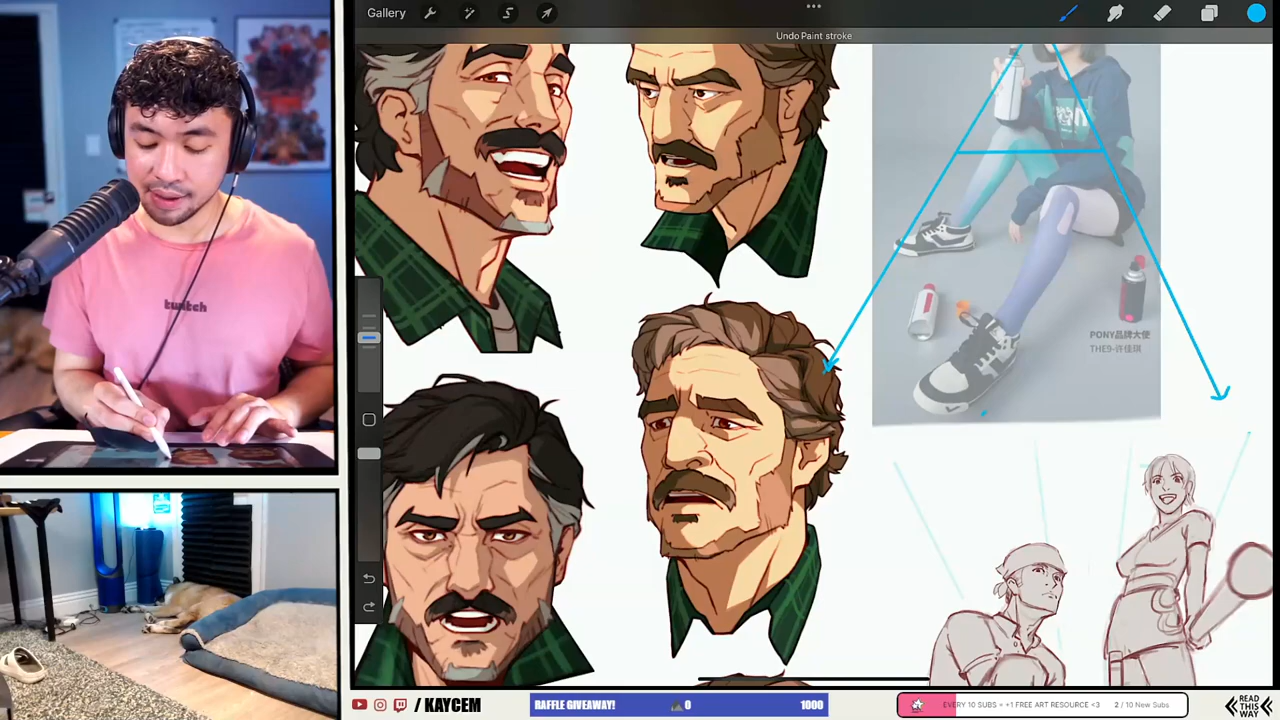 Gallery
Undo Paint stroke
twitch
PONY品牌大使
THE9-许佳琪
/ KAYCEM
RAFFLE GIVEAWAY!
0
1000
EVERY 10 SUBS = +1 FREE ART RESOURCE <3
2 / 10 New Subs
READ
THIS
WAY